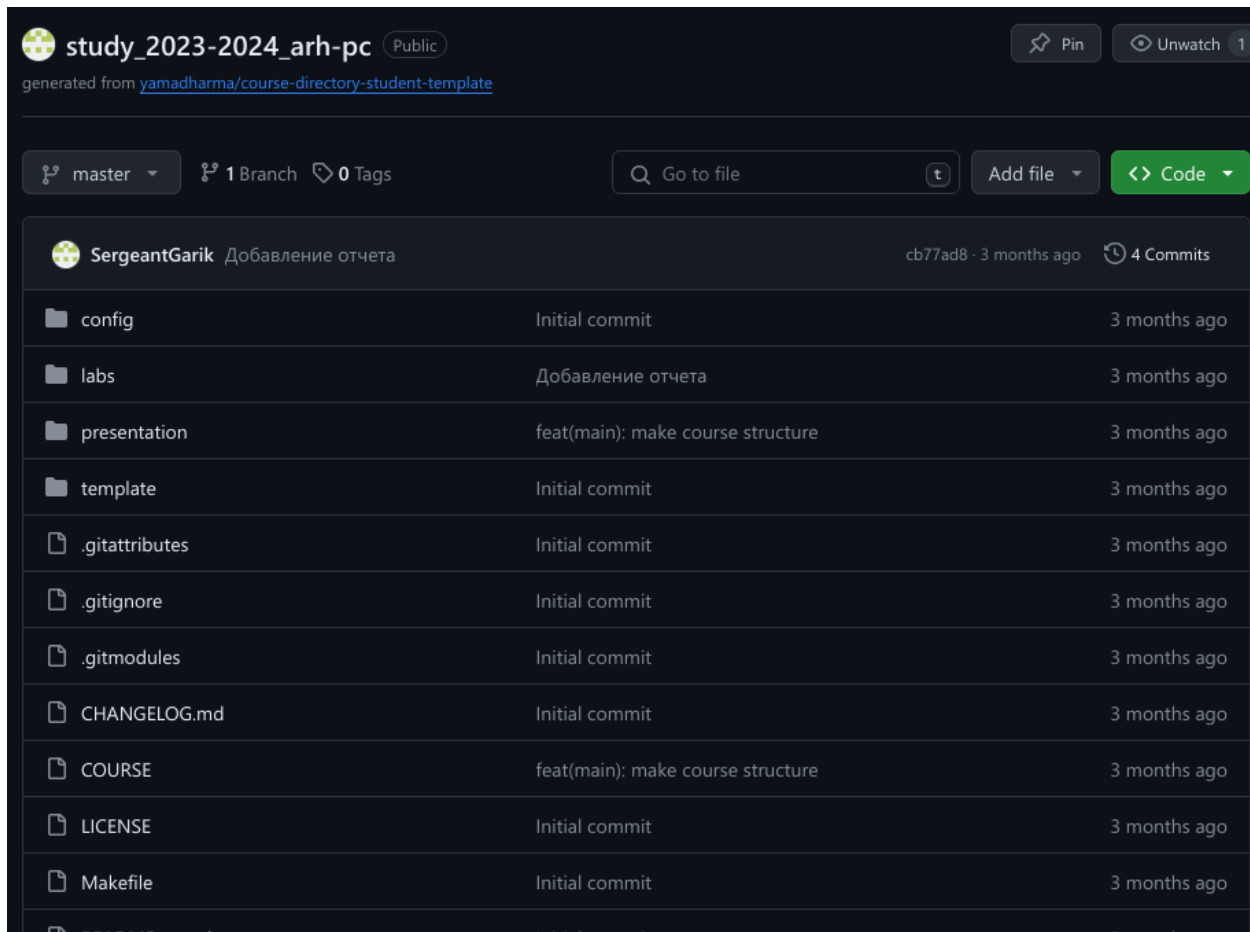 study_2023-2024_arh-pc Public Pin Unwatch 1
generated from yamadharma/course-directory-student-template
master 1 Branch 0 Tags Go to file t Add file <> Code
SergeantGarik Добавление отчета cb77ad8 · 3 months ago 4 Commits
config Initial commit 3 months ago
labs Добавление отчета 3 months ago
presentation feat(main): make course structure 3 months ago
template Initial commit 3 months ago
.gitattributes Initial commit 3 months ago
.gitignore Initial commit 3 months ago
.gitmodules Initial commit 3 months ago
CHANGELOG.md Initial commit 3 months ago
COURSE feat(main): make course structure 3 months ago
LICENSE Initial commit 3 months ago
Makefile Initial commit 3 months ago